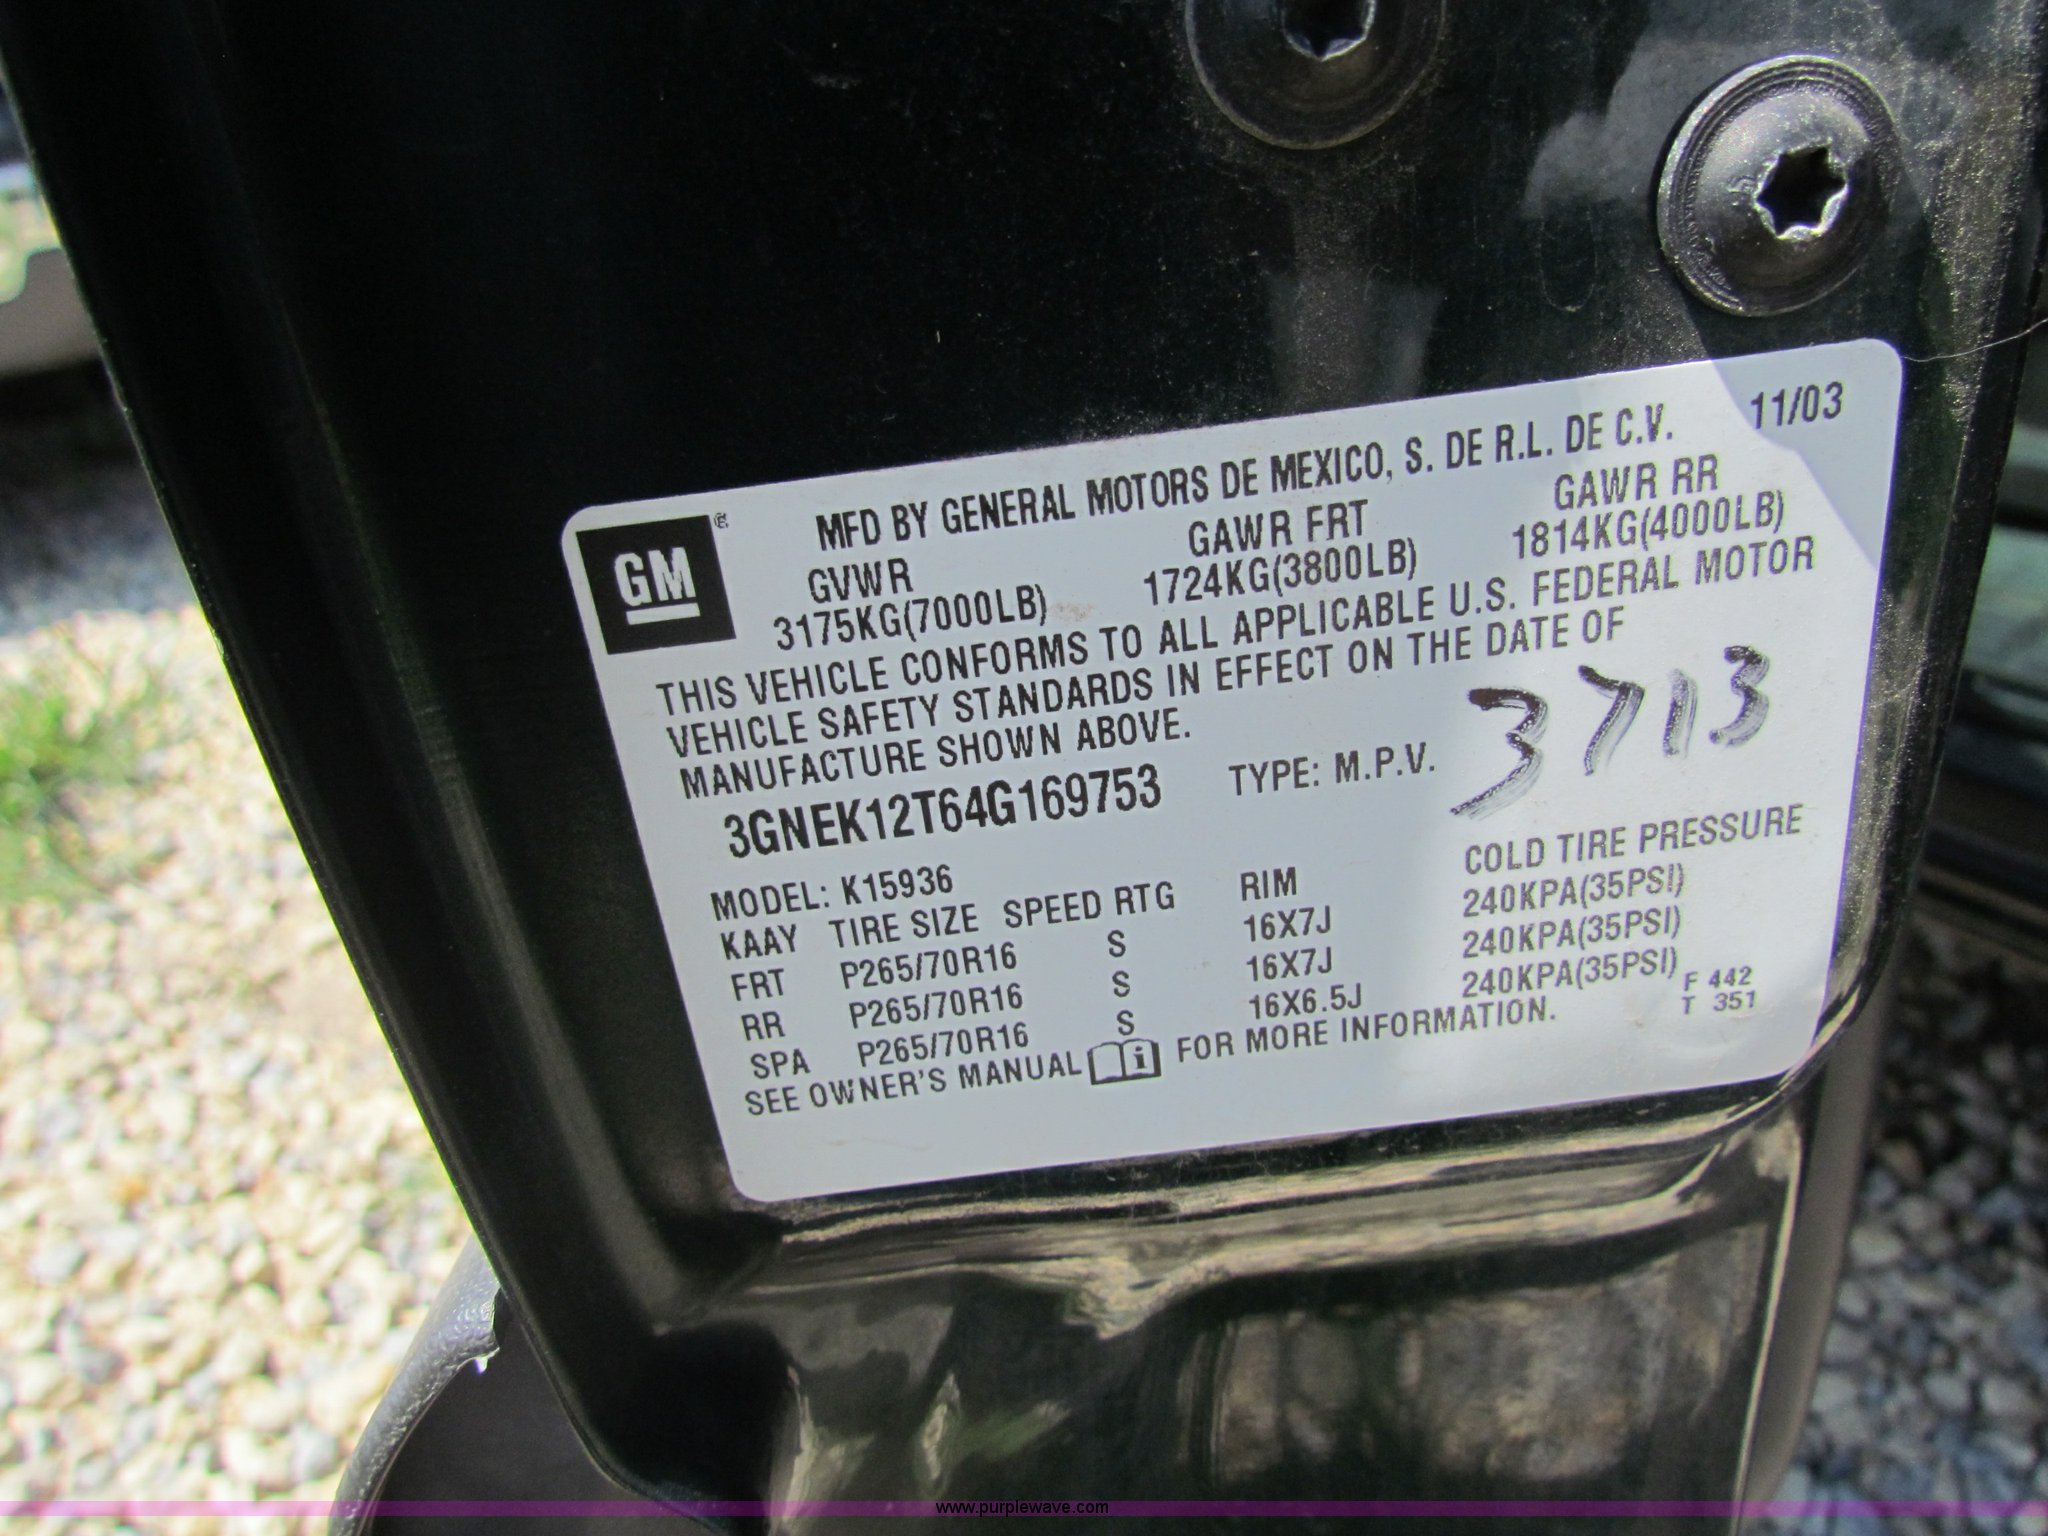 MFD BY GENERAL MOTORS DE MEXICO, S. DE R.L. DE C.V. 11/03
GM
GVWR GAWR FRT GAWR RR
3175KG(7000LB) 1724KG(3800LB) 1814KG(4000LB)
THIS VEHICLE CONFORMS TO ALL APPLICABLE U.S. FEDERAL MOTOR
VEHICLE SAFETY STANDARDS IN EFFECT ON THE DATE OF
MANUFACTURE SHOWN ABOVE.
3713
3GNEK12T64G169753 TYPE: M.P.V.
MODEL: K15936
KAAY TIRE SIZE SPEED RTG RIM COLD TIRE PRESSURE
FRT P265/70R16 S 16X7J 240KPA(35PSI)
RR P265/70R16 S 16X7J 240KPA(35PSI)
SPA P265/70R16 S 16X6.5J 240KPA(35PSI)
SEE OWNER'S MANUAL i FOR MORE INFORMATION.
F 442
T 351
www.purplewave.com